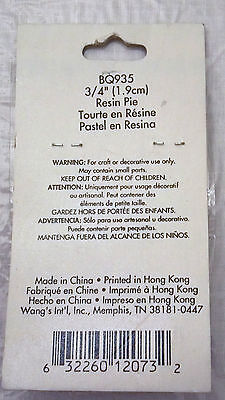 BQ935
3/4" (1.9cm)
Resin Pie
Tourte en Résine
Pastel en Resina
WARNING: For craft or decorative use only.
May contain small parts.
KEEP OUT OF REACH OF CHILDREN.
ATTENTION: Uniquement pour usage décoratif
ou artisanal. Peut contenir des
éléments de petite taille.
GARDEZ HORS DE PORTÉE DES ENFANTS.
ADVERTENCIA: Sólo para uso artesanal u decorativo.
Puede contenir parte pequeñas.
MANTENGA FUERA DEL ALCANCE DE LOS NIÑOS.
Made in China • Printed in Hong Kong
Fabriqué en Chine • Imprimé à Hong Kong
Hecho en China • Impreso en Hong Kong
Wang's Int'l, Inc., Memphis, TN 38181-0447
6 32260 12073 2